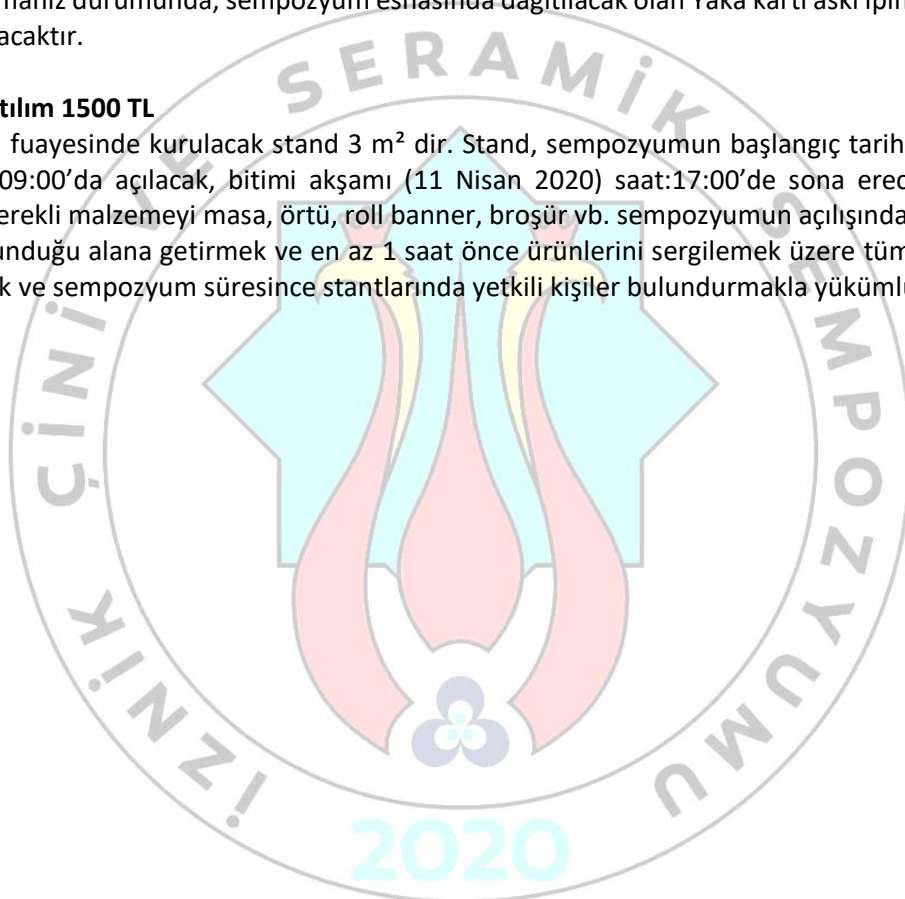 durumunda, sempozyum esnasında dağıtılacak olan Yaka kartı askı
acaktır.
tılım 1500 TL
fuayesinde kurulacak stand 3 m² dir. Stand, sempozyumun başlangıç tarih
09:00’da açılacak, bitimi akşamı (11 Nisan 2020) saat:17:00’de sona erec
erekli malzemeyi masa, örtü, roll banner, broşür vb. sempozyumun açılışında
unduğu alana getirmek ve en az 1 saat önce ürünlerini sergilemek üzere tüm
k ve sempozyum süresince stantlarında yetkili kişiler bulundurmakla yükümlü
İZNİK ÇİNİ VE SERAMİK SEMPOZYUMU
2020